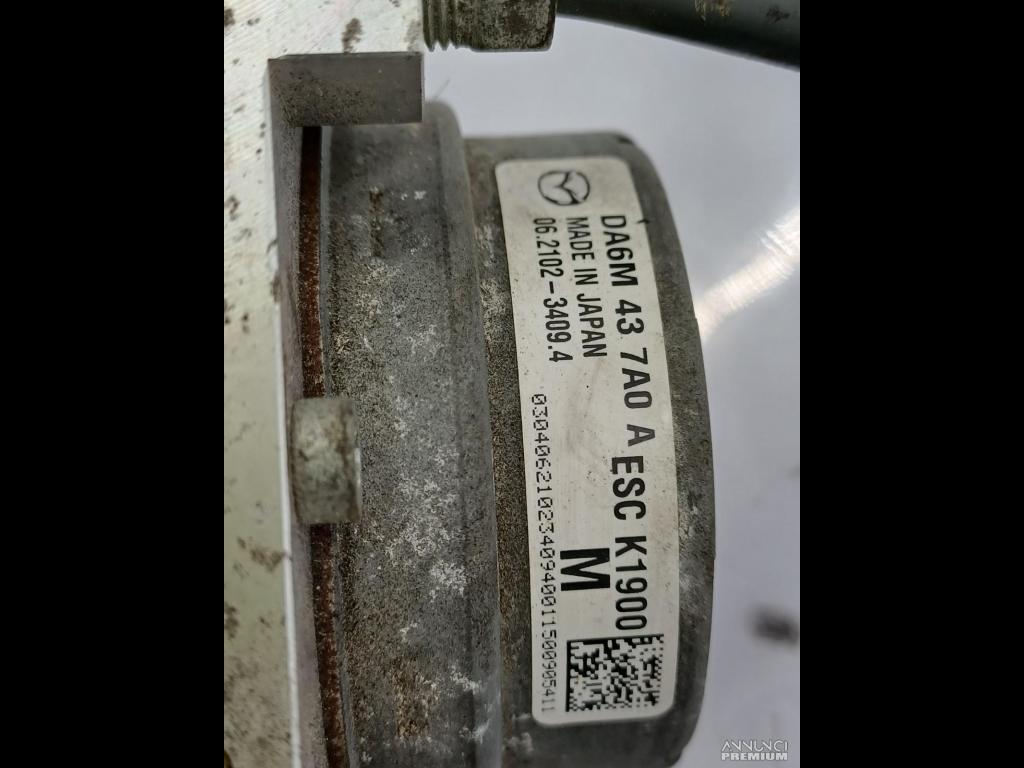 DA6M 43 7A0 A ESC K1900
MADE IN JAPAN
06.2102-3409.4
M
0304062102340940011500905411
ANNUNCI
PREMIUM